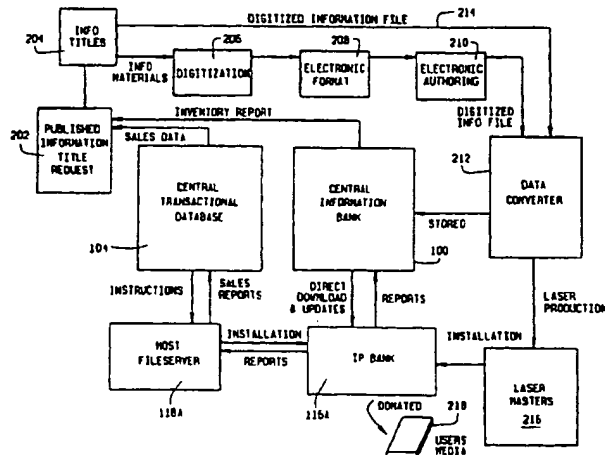 DIGITIZED INFORMATION FILE
214
204
INFO
TITLES
INFO
MATERIALS
206
DIGITIZATION
208
ELECTRONIC
FORMAT
210
ELECTRONIC
AUTHORING
DIGITIZED
INFO FILE
INVENTORY REPORT
SALES DATA
202
PUBLISHED
INFORMATION
TITLE
REQUEST
CENTRAL
TRANSACTIONAL
DATABASE
104
CENTRAL
INFORMATION
BANK
100
STORED
212
DATA
CONVERTER
INSTRUCTIONS
SALES
REPORTS
DIRECT
DOWNLOAD
& UPDATES
REPORTS
LASER
PRODUCTION
MOST
FILESERVER
118A
INSTALLATION
REPORTS
IP BANK
116A
INSTALLATION
LASER
MASTERS
216
DONATED
218
USERS
MEDIA